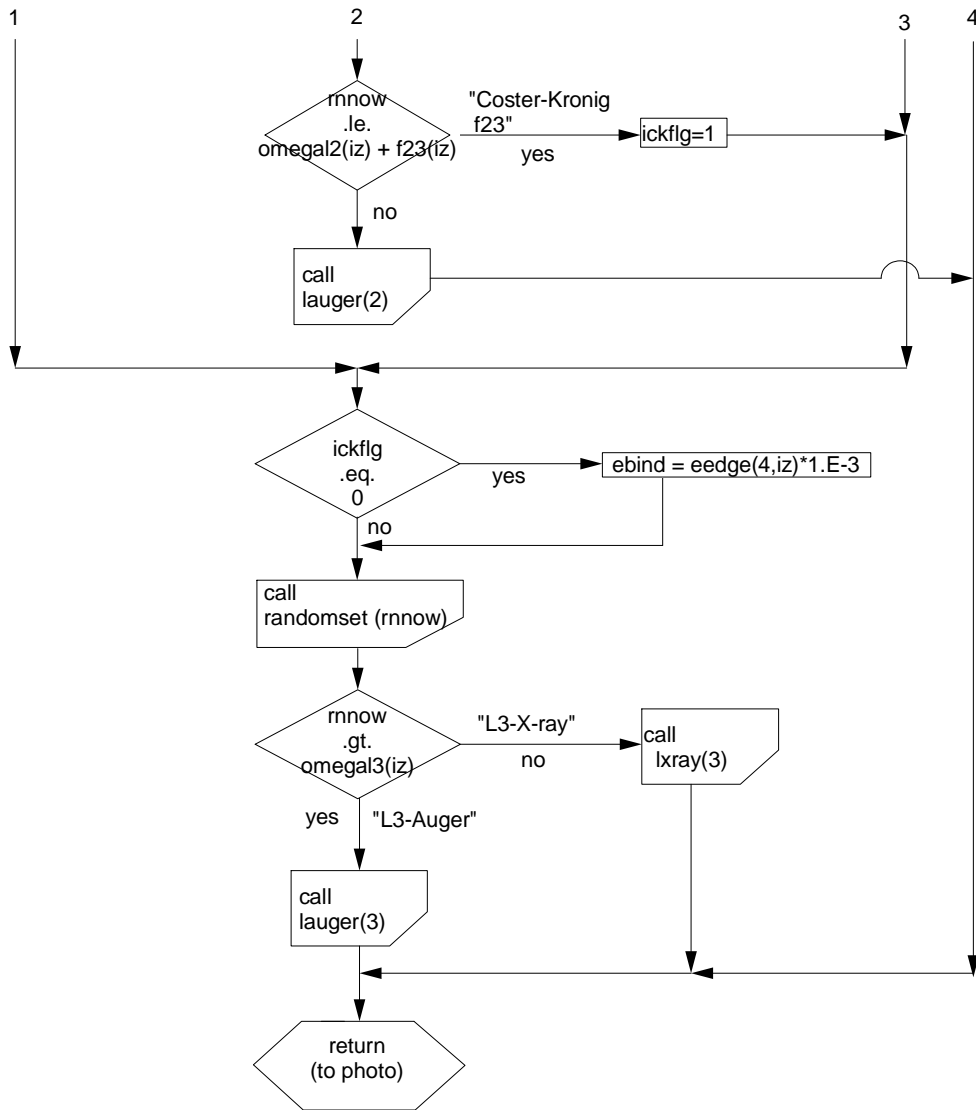 1
2
3
4
rnnow
.le.
omegal2(iz) + f23(iz)
"Coster-Kronig
f23"
yes
ickflg=1
no
call
lauger(2)
ickflg
.eq.
0
yes
ebind = eedge(4,iz)*1.E-3
no
call
randomset (rnnow)
rnnow
.gt.
omegal3(iz)
"L3-X-ray"
no
call
lxray(3)
yes
"L3-Auger"
call
lauger(3)
return
(to photo)